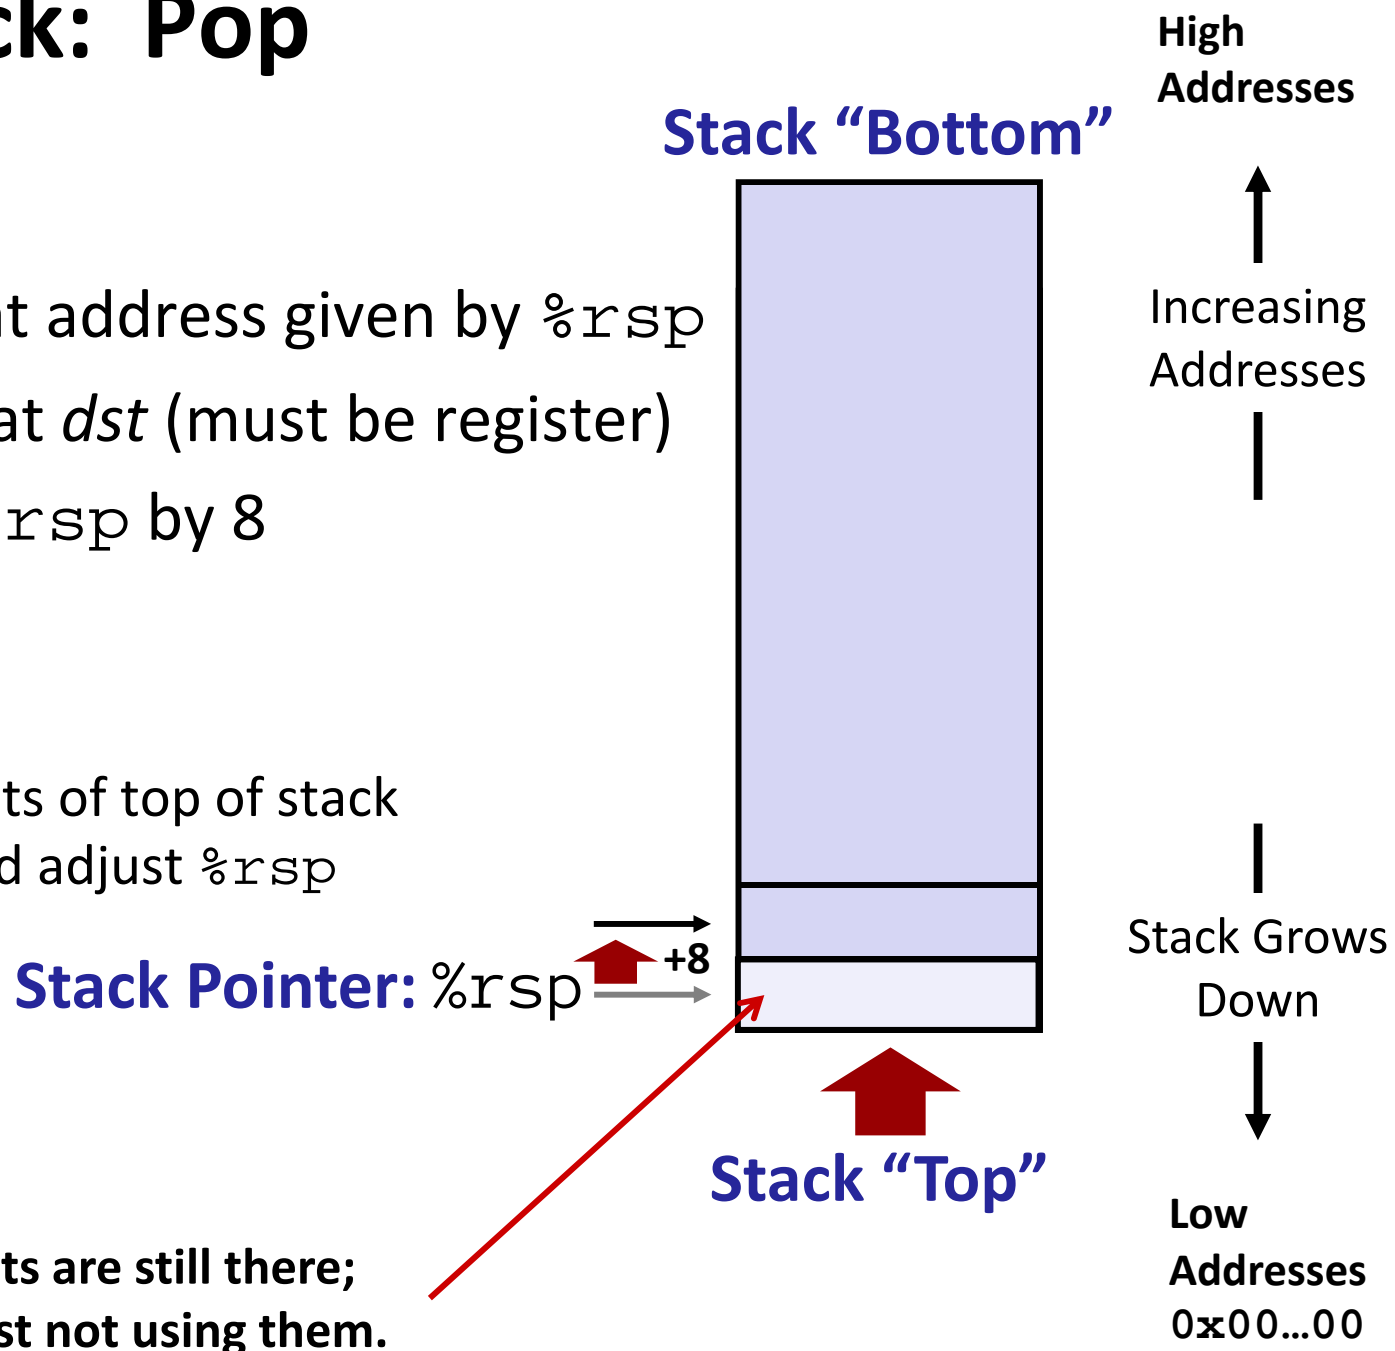 ck: Pop
High
Addresses
Stack “Bottom”
Increasing
Addresses
at address given by %rsp
at dst (must be register)
rsp by 8
ts of top of stack
d adjust %rsp
+8
Stack Pointer: %rsp
Stack Grows
Down
Stack “Top”
Low
Addresses
0x00…00
ts are still there;
st not using them.